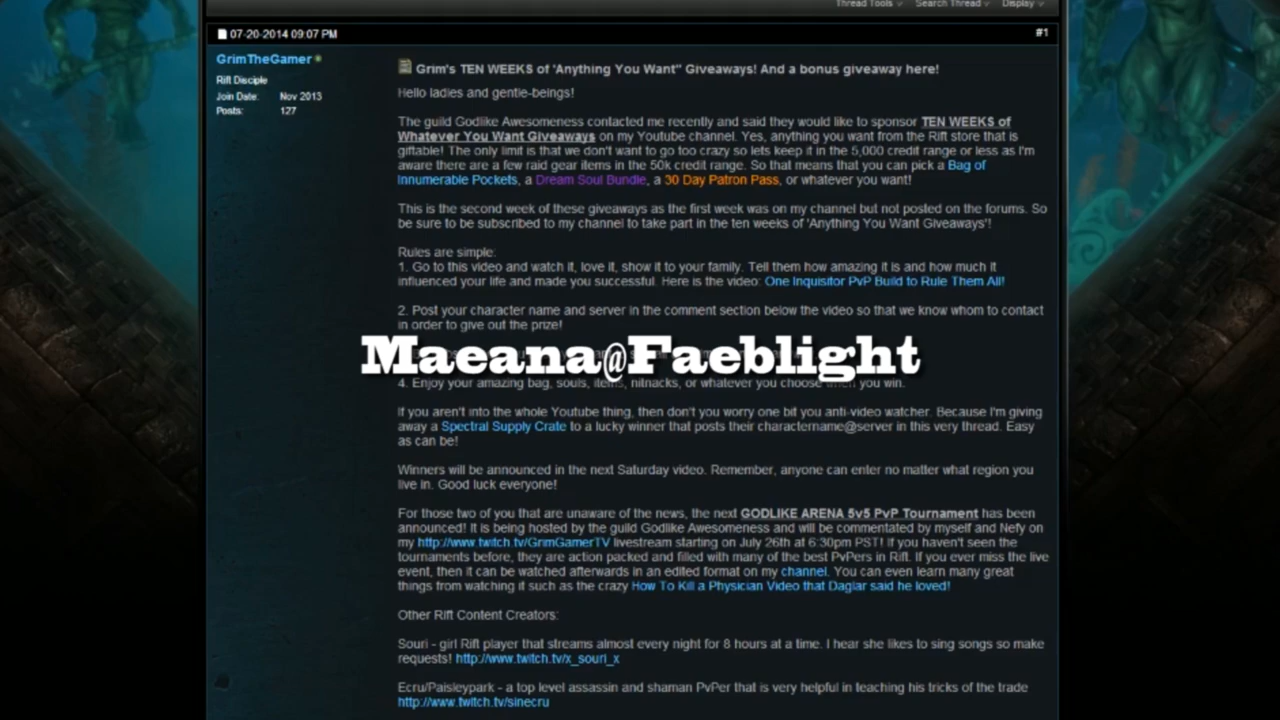 Thread Tools Search Thread Display
07-20-2014 09:07 PM #1
GrimTheGamer
Rift Disciple
Join Date: Nov 2013
Posts: 127
Grim's TEN WEEKS of 'Anything You Want" Giveaways! And a bonus giveaway here!
Hello ladies and gentle-beings!
The guild Godlike Awesomeness contacted me recently and said they would like to sponsor TEN WEEKS of
Whatever You Want Giveaways on my Youtube channel. Yes, anything you want from the Rift store that is
giftable! The only limit is that we don't want to go too crazy so lets keep it in the 5,000 credit range or less as I'm
aware there are a few raid gear items in the 50k credit range. So that means that you can pick a Bag of
Innumerable Pockets, a Dream Soul Bundle, a 30 Day Patron Pass, or whatever you want!
This is the second week of these giveaways as the first week was on my channel but not posted on the forums. So
be sure to be subscribed to my channel to take part in the ten weeks of 'Anything You Want Giveaways'!
Rules are simple:
1. Go to this video and watch it, love it, show it to your family. Tell them how amazing it is and how much it
influenced your life and made you successful. Here is the video: One Inquisitor PvP Build to Rule Them All!
2. Post your character name and server in the comment section below the video so that we know whom to contact
in order to give out the prize!
Maeana@Faeblight
4. Enjoy your amazing bag, souls, items, nitnacks, or whatever you choose when you win.
If you aren't into the whole Youtube thing, then don't you worry one bit you anti-video watcher. Because I'm giving
away a Spectral Supply Crate to a lucky winner that posts their charactername@server in this very thread. Easy
as can be!
Winners will be announced in the next Saturday video. Remember, anyone can enter no matter what region you
live in. Good luck everyone!
For those two of you that are unaware of the news, the next GODLIKE ARENA 5v5 PvP Tournament has been
announced! It is being hosted by the guild Godlike Awesomeness and will be commentated by myself and Nefy on
my http://www.twitch.tv/GrimGamerTV livestream starting on July 26th at 6:30pm PST! If you haven't seen the
tournaments before, they are action packed and filled with many of the best PvPers in Rift. If you ever miss the live
event, then it can be watched afterwards in an edited format on my channel. You can even learn many great
things from watching it such as the crazy How To Kill a Physician Video that Daglar said he loved!
Other Rift Content Creators:
Souri - girl Rift player that streams almost every night for 8 hours at a time. I hear she likes to sing songs so make
requests! http://www.twitch.tv/x_souri_x
Ecru/Paisleypark - a top level assassin and shaman PvPer that is very helpful in teaching his tricks of the trade
http://www.twitch.tv/sinecru